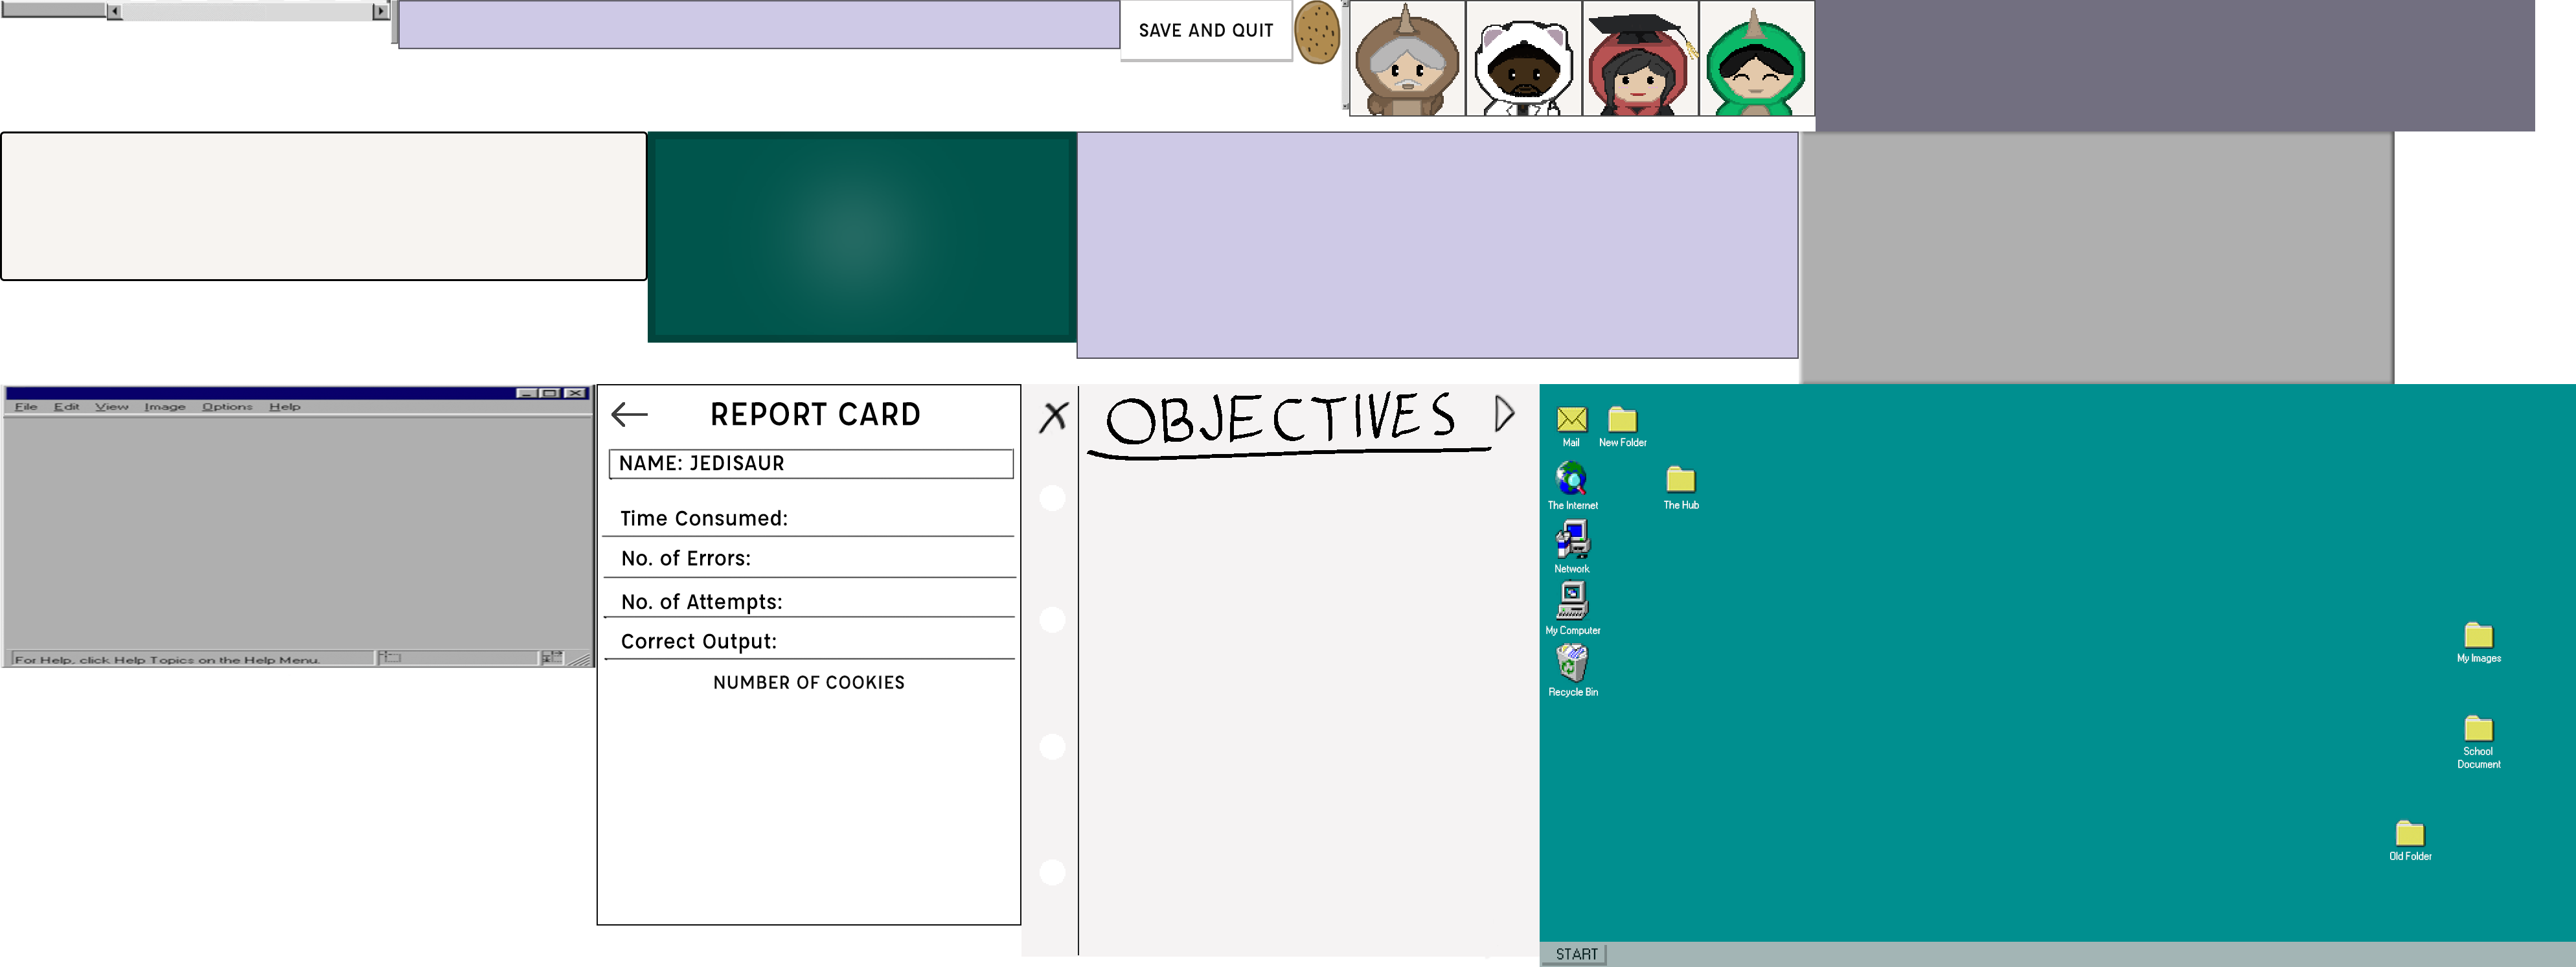 SAVE AND QUIT
File Edit View Image Options Help
For Help, click Help Topics on the Help Menu.
REPORT CARD
NAME: JEDISAUR
Time Consumed:
No. of Errors:
No. of Attempts:
Correct Output:
NUMBER OF COOKIES
X OBJECTIVES
Mail
New Folder
The Internet
The Hub
Network
My Computer
Recycle Bin
My Images
School
Document
Old Folder
START